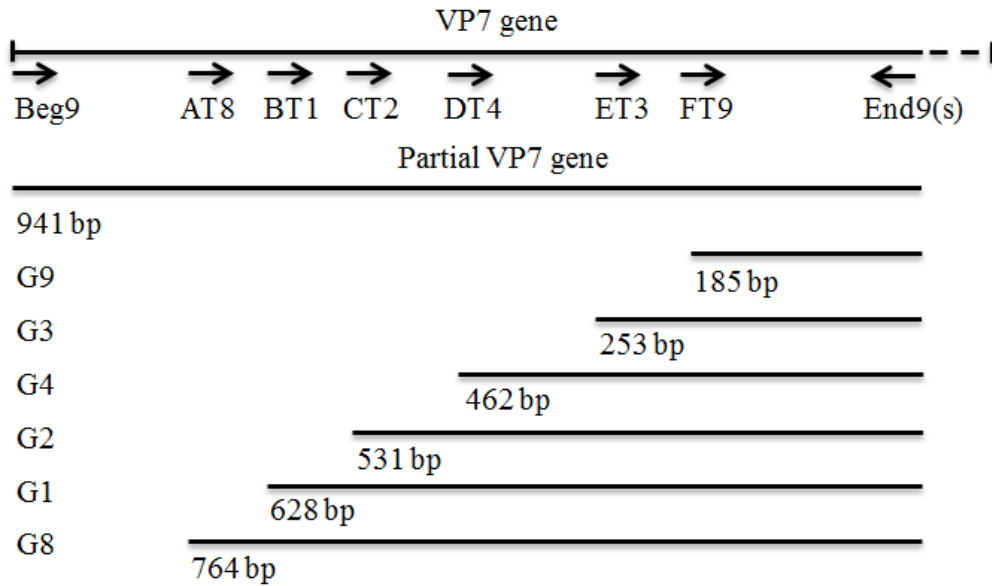 VP7 gene
Beg9 AT8 BT1 CT2 DT4 ET3 FT9 End9(s)
Partial VP7 gene
941 bp
G9
185 bp
G3
253 bp
G4
462 bp
G2
531 bp
G1
628 bp
G8
764 bp